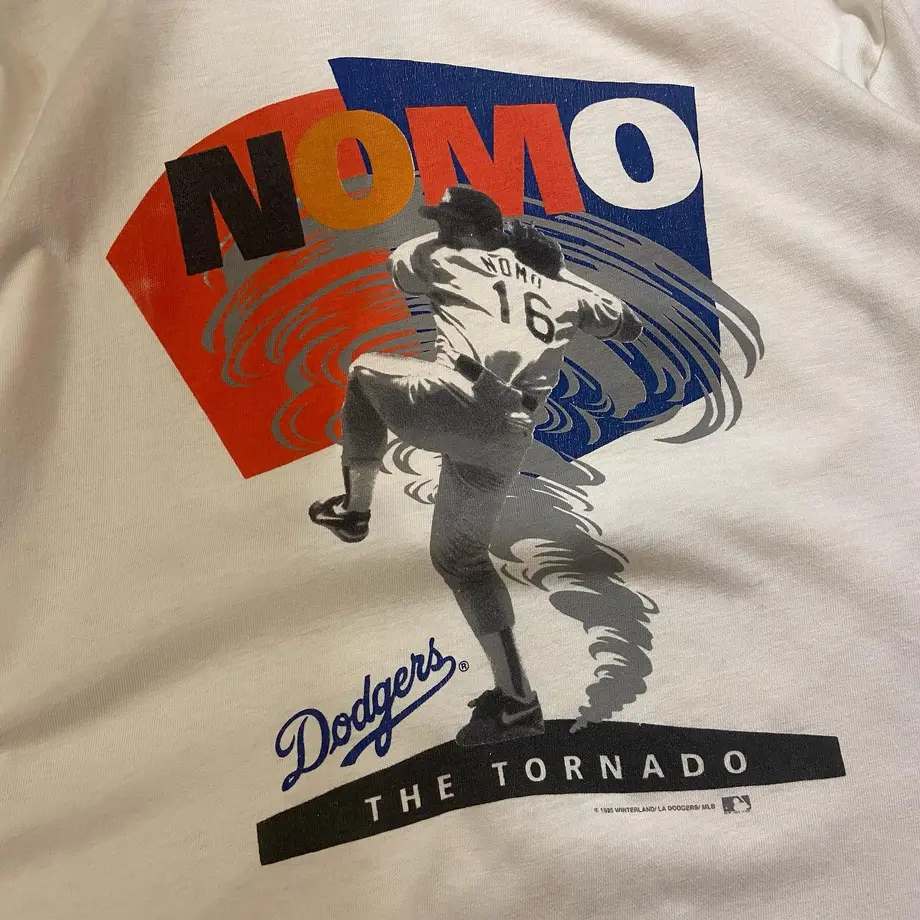 NOMO
NOMO
16
Dodgers®
THE TORNADO
© 1995 WINTERLAND/ LA DODGERS/ MLB